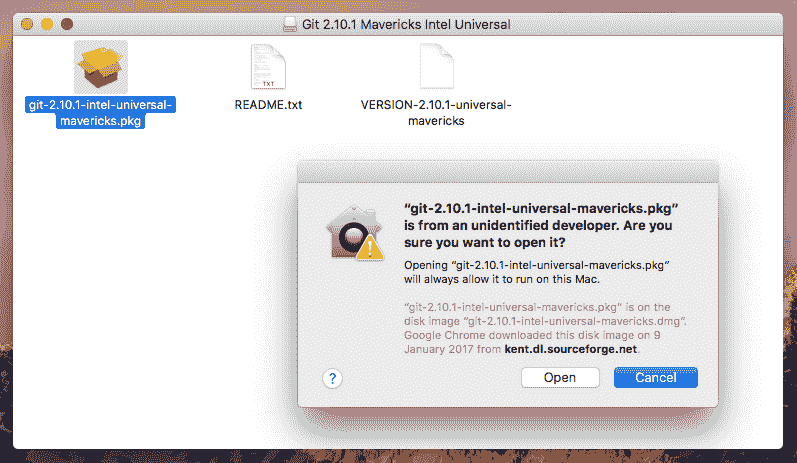 Git 2.10.1 Mavericks Intel Universal
TXT
git-2.10.1-intel-universal-
mavericks.pkg
README.txt
VERSION-2.10.1-universal-
mavericks
“git-2.10.1-intel-universal-mavericks.pkg”
is from an unidentified developer. Are you
sure you want to open it?
Opening “git-2.10.1-intel-universal-mavericks.pkg”
will always allow it to run on this Mac.
“git-2.10.1-intel-universal-mavericks.pkg” is on the
disk image “git-2.10.1-intel-universal-mavericks.dmg”.
Google Chrome downloaded this disk image on 9
January 2017 from kent.dl.sourceforge.net.
?
Open
Cancel